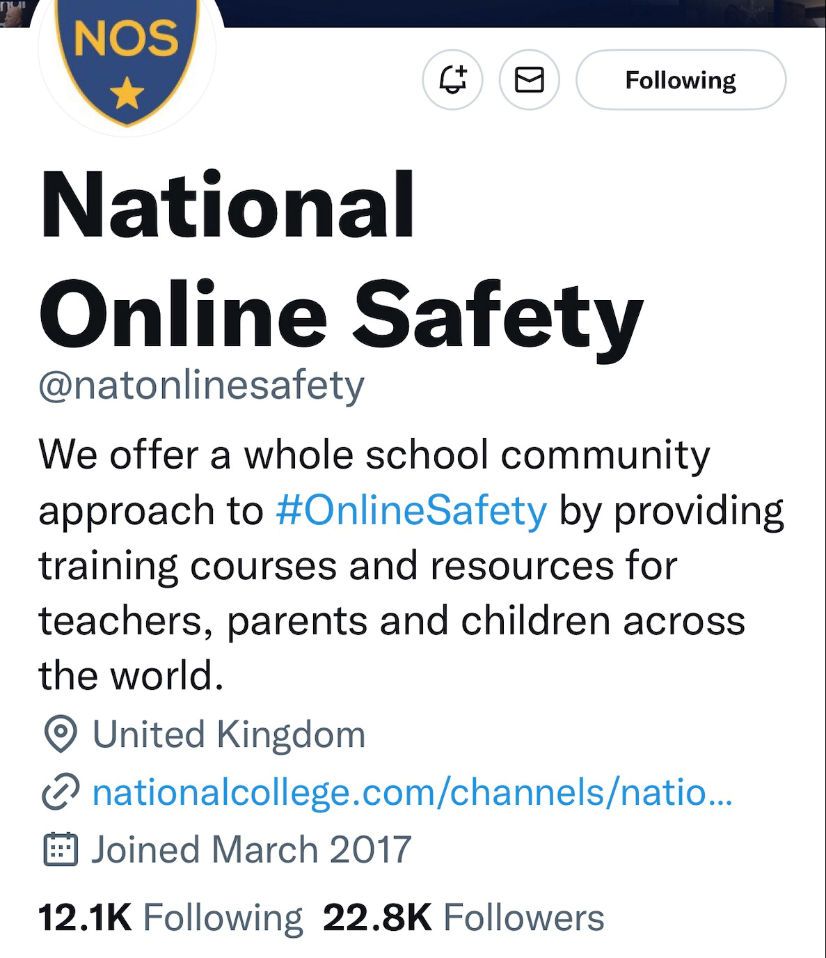 NOS
Following
National
Online Safety
@natonlinesafety
We offer a whole school community
approach to #OnlineSafety by providing
training courses and resources for
teachers, parents and children across
the world.
United Kingdom
nationalcollege.com/channels/natio...
Joined March 2017
12.1K Following 22.8K Followers